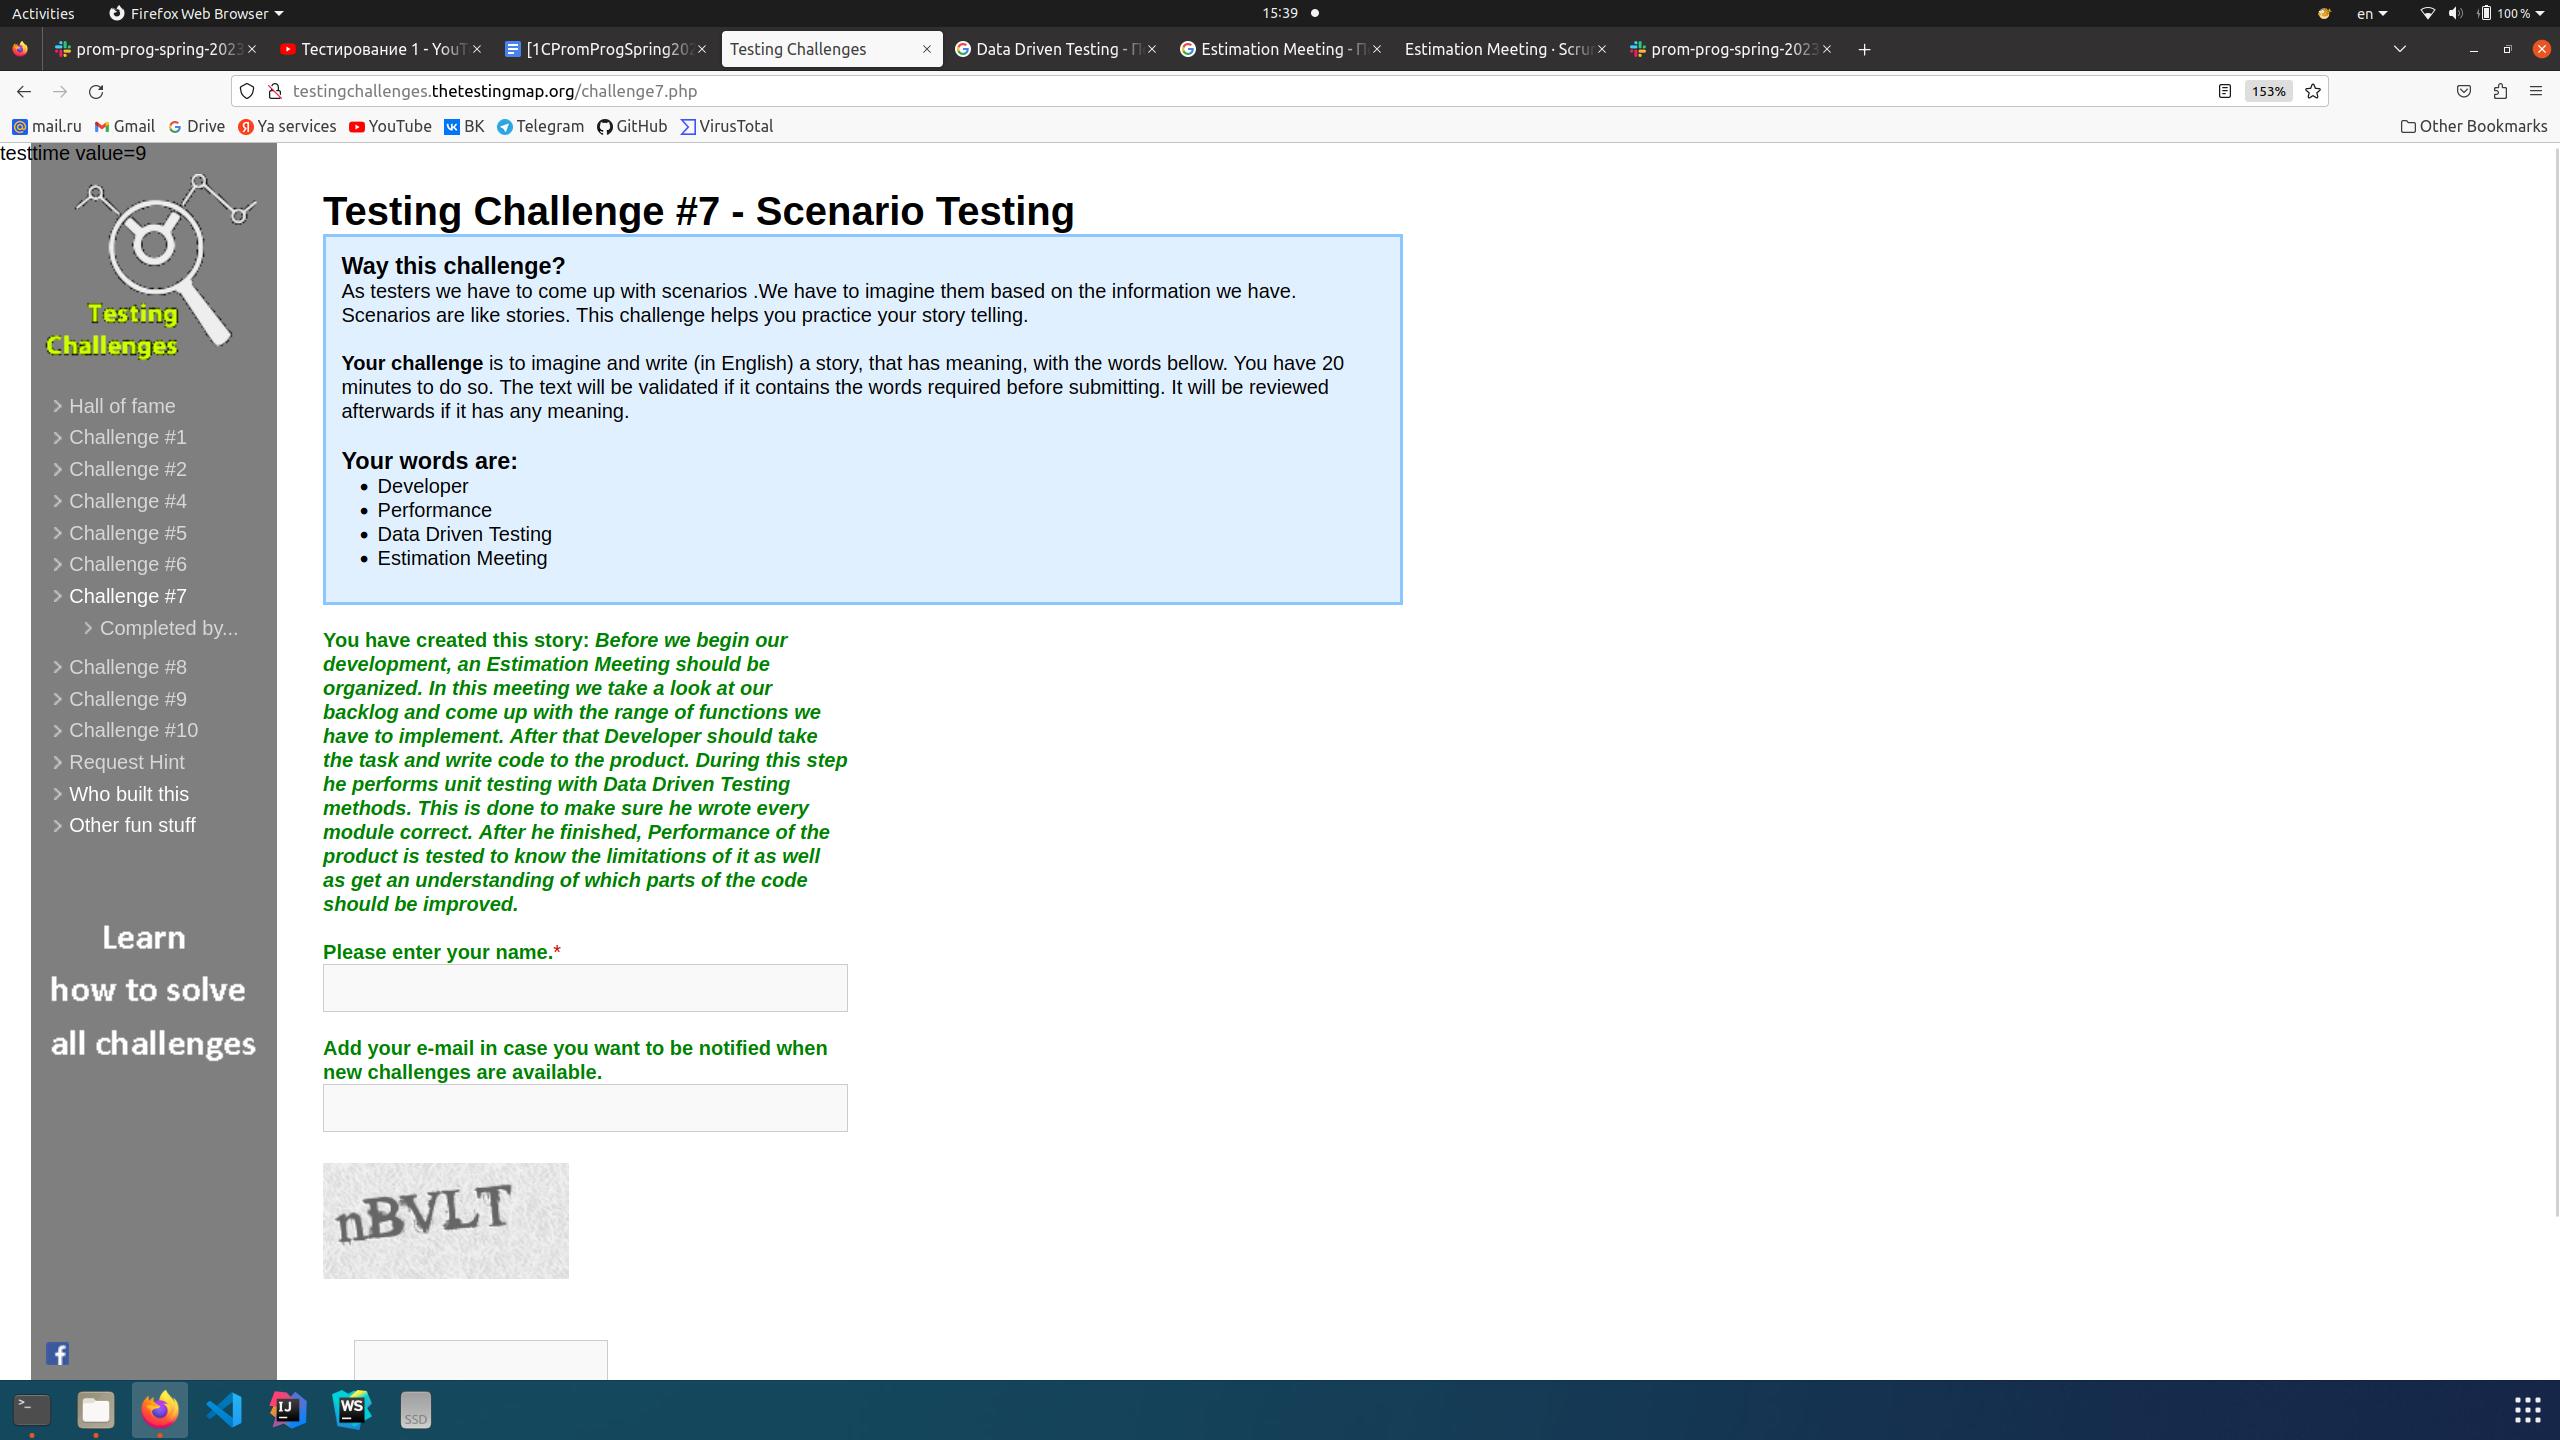 Activities
Firefox Web Browser
15:39
en
100 %
prom-prog-spring-2023
Тестирование 1 - YouT
[1CPromProgSpring202
Testing Challenges
Data Driven Testing - П
Estimation Meeting - П
Estimation Meeting · Scru
prom-prog-spring-2023
testingchallenges.thetestingmap.org/challenge7.php
153%
mail.ru
Gmail
Drive
Ya services
YouTube
ВК
Telegram
GitHub
VirusTotal
Other Bookmarks
testtime value=9
Testing
Challenges
Hall of fame
Challenge #1
Challenge #2
Challenge #4
Challenge #5
Challenge #6
Challenge #7
Completed by...
Challenge #8
Challenge #9
Challenge #10
Request Hint
Who built this
Other fun stuff
Learn
how to solve
all challenges
Testing Challenge #7 - Scenario Testing
Way this challenge?
As testers we have to come up with scenarios .We have to imagine them based on the information we have.
Scenarios are like stories. This challenge helps you practice your story telling.
Your challenge is to imagine and write (in English) a story, that has meaning, with the words bellow. You have 20
minutes to do so. The text will be validated if it contains the words required before submitting. It will be reviewed
afterwards if it has any meaning.
Your words are:
Developer
Performance
Data Driven Testing
Estimation Meeting
You have created this story: Before we begin our
development, an Estimation Meeting should be
organized. In this meeting we take a look at our
backlog and come up with the range of functions we
have to implement. After that Developer should take
the task and write code to the product. During this step
he performs unit testing with Data Driven Testing
methods. This is done to make sure he wrote every
module correct. After he finished, Performance of the
product is tested to know the limitations of it as well
as get an understanding of which parts of the code
should be improved.
Please enter your name.*
Add your e-mail in case you want to be notified when
new challenges are available.
nBVLT
IJ
WS
SSD